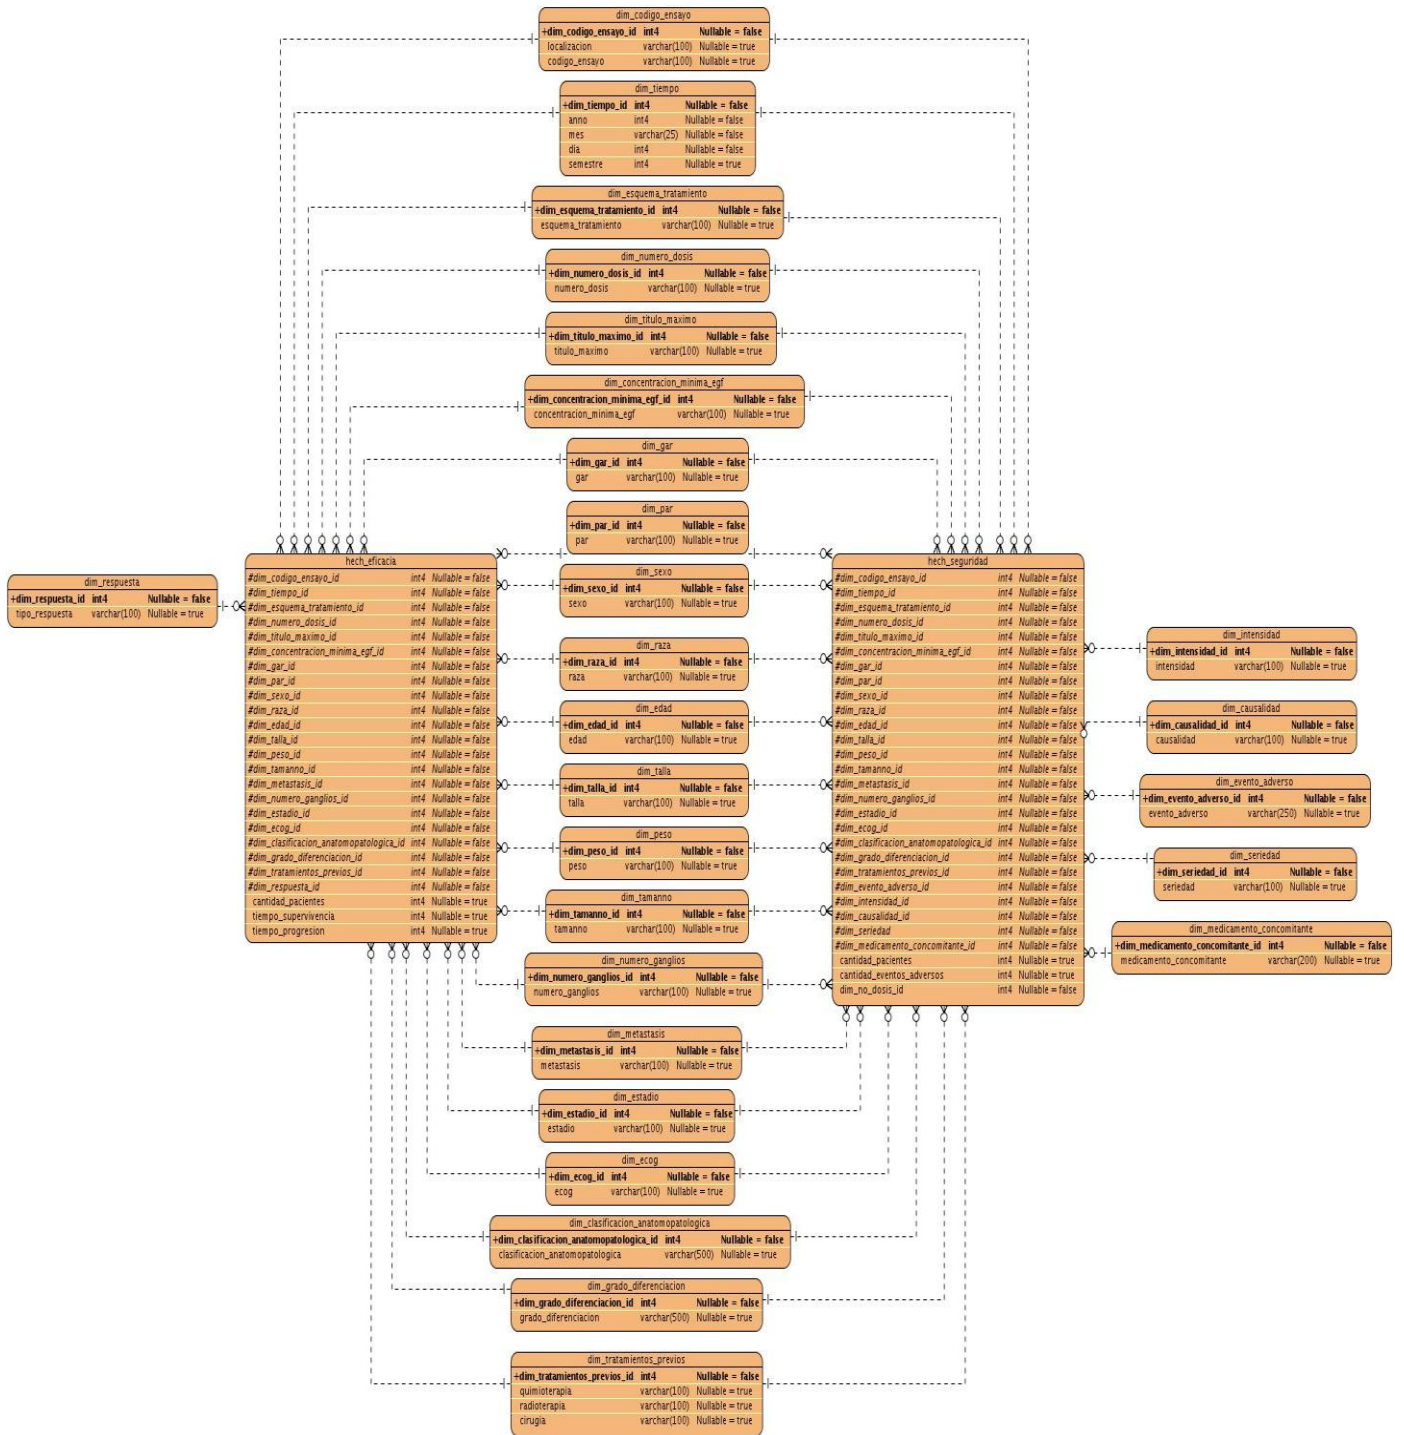 dim_codigo_ensayo
+dim_codigo_ensayo_id int4 Nullable = false
localizacion varchar(100) Nullable = true
codigo_ensayo varchar(100) Nullable = true
dim_tiempo
+dim_tiempo_id int4 Nullable = false
anno int4 Nullable = false
mes varchar(25) Nullable = false
dia int4 Nullable = false
semestre int4 Nullable = true
dim_esquema_tratamiento
+dim_esquema_tratamiento_id int4 Nullable = false
esquema_tratamiento varchar(100) Nullable = true
dim_numero_dosis
+dim_numero_dosis_id int4 Nullable = false
numero_dosis varchar(100) Nullable = true
dim_titulo_maximo
+dim_titulo_maximo_id int4 Nullable = false
titulo_maximo varchar(100) Nullable = true
dim_concentracion_minima_egf
+dim_concentracion_minima_egf_id int4 Nullable = false
concentracion_minima_egf varchar(100) Nullable = true
dim_gar
+dim_gar_id int4 Nullable = false
gar varchar(100) Nullable = true
dim_par
+dim_par_id int4 Nullable = false
par varchar(100) Nullable = true
dim_respuesta
+dim_respuesta_id int4 Nullable = false
tipo_respuesta varchar(100) Nullable = true
hech_eficacia
#dim_codigo_ensayo_id int4 Nullable = false
#dim_tiempo_id int4 Nullable = false
#dim_esquema_tratamiento_id int4 Nullable = false
#dim_numero_dosis_id int4 Nullable = false
#dim_titulo_maximo_id int4 Nullable = false
#dim_concentracion_minima_egf_id int4 Nullable = false
#dim_gar_id int4 Nullable = false
#dim_par_id int4 Nullable = false
#dim_sexo_id int4 Nullable = false
#dim_raza_id int4 Nullable = false
#dim_edad_id int4 Nullable = false
#dim_talla_id int4 Nullable = false
#dim_peso_id int4 Nullable = false
#dim_tamanno_id int4 Nullable = false
#dim_metastasis_id int4 Nullable = false
#dim_numero_ganglios_id int4 Nullable = false
#dim_estadio_id int4 Nullable = false
#dim_ecog_id int4 Nullable = false
#dim_clasificacion_anatomopatologica_id int4 Nullable = false
#dim_grado_diferenciacion_id int4 Nullable = false
#dim_tratamientos_previos_id int4 Nullable = false
#dim_respuesta_id int4 Nullable = false
cantidad_pacientes int4 Nullable = true
tiempo_supervivencia int4 Nullable = true
tiempo_progresion int4 Nullable = true
dim_sexo
+dim_sexo_id int4 Nullable = false
sexo varchar(100) Nullable = true
dim_raza
+dim_raza_id int4 Nullable = false
raza varchar(100) Nullable = true
dim_edad
+dim_edad_id int4 Nullable = false
edad varchar(100) Nullable = true
dim_talla
+dim_talla_id int4 Nullable = false
talla varchar(100) Nullable = true
dim_peso
+dim_peso_id int4 Nullable = false
peso varchar(100) Nullable = true
dim_tamanno
+dim_tamanno_id int4 Nullable = false
tamanno varchar(100) Nullable = true
dim_numero_ganglios
+dim_numero_ganglios_id int4 Nullable = false
numero_ganglios varchar(100) Nullable = true
hech_seguridad
#dim_codigo_ensayo_id int4 Nullable = false
#dim_tiempo_id int4 Nullable = false
#dim_esquema_tratamiento_id int4 Nullable = false
#dim_numero_dosis_id int4 Nullable = false
#dim_titulo_maximo_id int4 Nullable = false
#dim_concentracion_minima_egf_id int4 Nullable = false
#dim_gar_id int4 Nullable = false
#dim_par_id int4 Nullable = false
#dim_sexo_id int4 Nullable = false
#dim_raza_id int4 Nullable = false
#dim_edad_id int4 Nullable = false
#dim_talla_id int4 Nullable = false
#dim_peso_id int4 Nullable = false
#dim_tamanno_id int4 Nullable = false
#dim_metastasis_id int4 Nullable = false
#dim_numero_ganglios_id int4 Nullable = false
#dim_estadio_id int4 Nullable = false
#dim_ecog_id int4 Nullable = false
#dim_clasificacion_anatomopatologica_id int4 Nullable = false
#dim_grado_diferenciacion_id int4 Nullable = false
#dim_tratamientos_previos_id int4 Nullable = false
#dim_evento_adverso_id int4 Nullable = false
#dim_intensidad_id int4 Nullable = false
#dim_causalidad_id int4 Nullable = false
#dim_seriedad int4 Nullable = false
#dim_medicamento_concomitante_id int4 Nullable = false
cantidad_pacientes int4 Nullable = true
cantidad_eventos_adversos int4 Nullable = true
dim_no_dosis_id int4 Nullable = false
dim_intensidad
+dim_intensidad_id int4 Nullable = false
intensidad varchar(100) Nullable = true
dim_causalidad
+dim_causalidad_id int4 Nullable = false
causalidad varchar(100) Nullable = true
dim_evento_adverso
+dim_evento_adverso_id int4 Nullable = false
evento_adverso varchar(250) Nullable = true
dim_seriedad
+dim_seriedad_id int4 Nullable = false
seriedad varchar(100) Nullable = true
dim_medicamento_concomitante
+dim_medicamento_concomitante_id int4 Nullable = false
medicamento_concomitante varchar(200) Nullable = true
dim_metastasis
+dim_metastasis_id int4 Nullable = false
metastasis varchar(100) Nullable = true
dim_estadio
+dim_estadio_id int4 Nullable = false
estadio varchar(100) Nullable = true
dim_ecog
+dim_ecog_id int4 Nullable = false
ecog varchar(100) Nullable = true
dim_clasificacion_anatomopatologica
+dim_clasificacion_anatomopatologica_id int4 Nullable = false
clasificacion_anatomopatologica varchar(500) Nullable = true
dim_grado_diferenciacion
+dim_grado_diferenciacion_id int4 Nullable = false
grado_diferenciacion varchar(500) Nullable = true
dim_tratamientos_previos
+dim_tratamientos_previos_id int4 Nullable = false
quimioterapia varchar(100) Nullable = true
radioterapia varchar(100) Nullable = true
cirugia varchar(100) Nullable = true